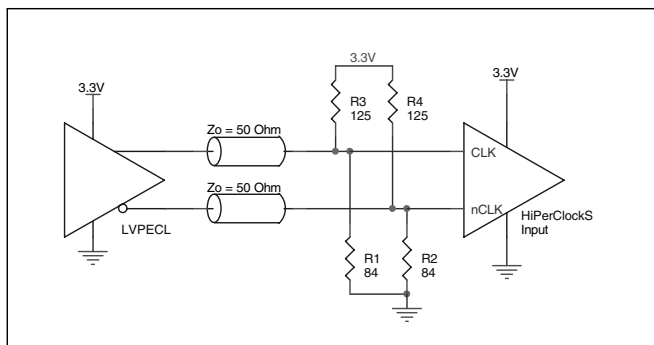 3.3V
3.3V
3.3V
R3
125
R4
125
Zo = 50 Ohm
CLK
Zo = 50 Ohm
nCLK
LVPECL
HiPerClockS
Input
R1
84
R2
84